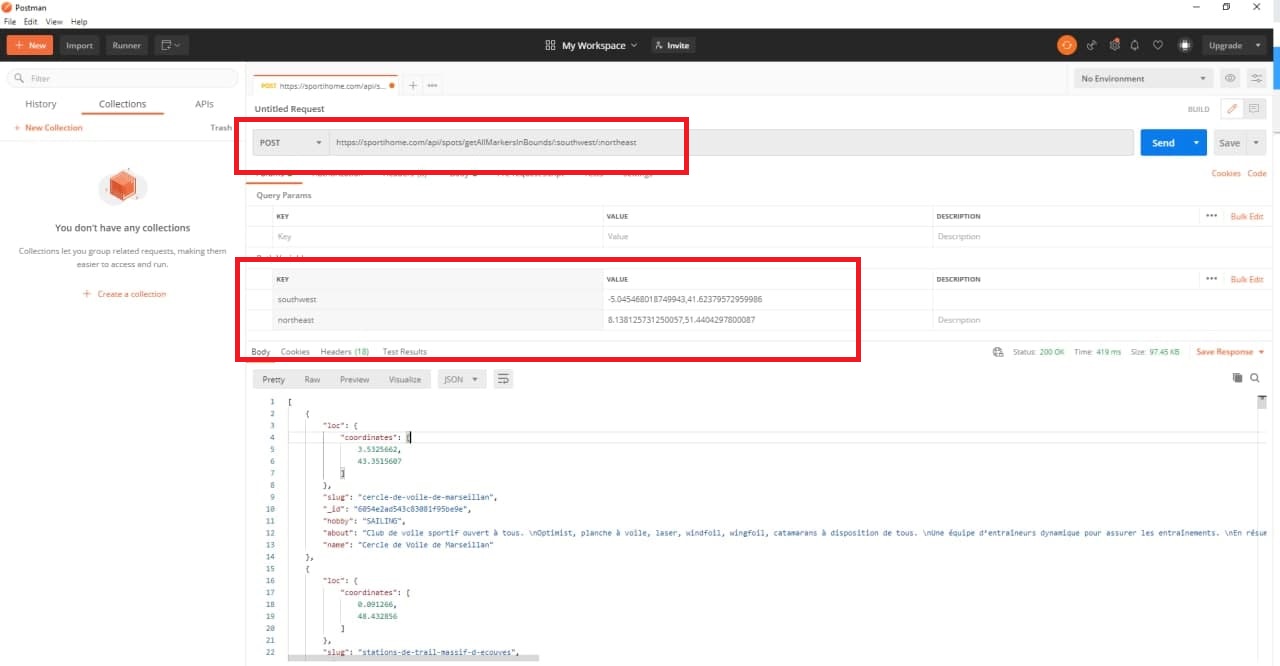 Postman
File Edit View Help
+ New Import Runner My Workspace Invite Upgrade
Filter
History Collections APIs
+ New Collection Trash
You don't have any collections
Collections let you group related requests, making them
easier to access and run.
+ Create a collection
POST https://sportihome.com/api/s... + ••• No Environment
Untitled Request BUILD
POST https://sportihome.com/api/spots/getAllMarkersInBounds/:southwest/:northeast Send Save
Cookies Code
Query Params
KEY VALUE DESCRIPTION ••• Bulk Edit
Key Value Description
KEY VALUE DESCRIPTION ••• Bulk Edit
southwest -5.045468018749943,41.62379572959986
northeast 8.138125731250057,51.4404297800087 Description
Body Cookies Headers (18) Test Results Status: 200 OK Time: 419 ms Size: 97.45 KB Save Response
Pretty Raw Preview Visualize JSON
1 [
2 {
3 "loc": {
4 "coordinates": [
5 3.5325662,
6 43.3515607
7 ]
8 },
9 "slug": "cercle-de-voile-de-marseillan",
10 "_id": "6054e2ad543c83081f95be9e",
11 "hobby": "SAILING",
12 "about": "Club de voile sportif ouvert à tous. \nOptimist, planche à voile, laser, windfoil, wingfoil, catamarans à disposition de tous. \nUne équipe d'entraîneurs dynamique pour assurer les entraînements. \nEn résum
13 "name": "Cercle de Voile de Marseillan"
14 },
15 {
16 "loc": {
17 "coordinates": [
18 0.091266,
19 48.432856
20 ]
21 },
22 "slug": "stations-de-trail-massif-d-ecouves",